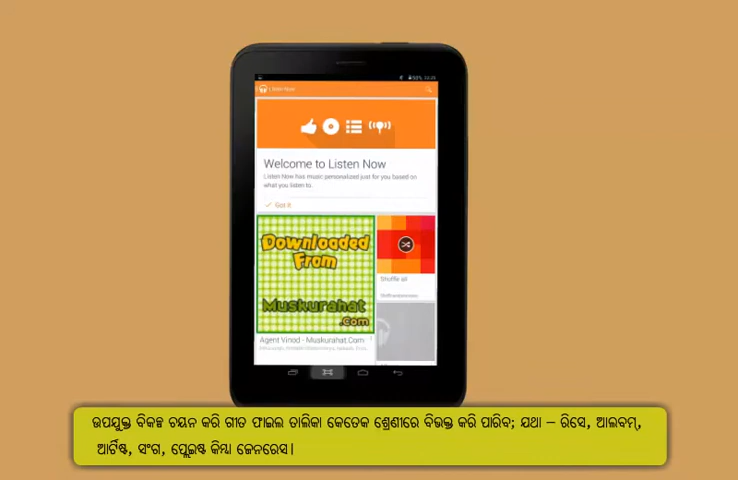 Listen Now
Welcome to Listen Now
Listen Now has music personalized just for you based on
what you listen to.
Got it
Downloaded
From
Muskurahat
.Com
Shuffle all
Agent Vinod - Muskurahat.Com
ଉପଯୁକ୍ତ ବିକଳ୍ପ ଚୟନ କରି ଗୀତ ଫାଇଲ ତାଲିକା କେତେକ ଶ୍ରେଣୀରେ ବିଭକ୍ତ କରି ପାରିବ; ଯଥା – ରିସେ, ଆଲବମ୍,
ଆର୍ଟିଷ୍ଟ, ସଂଗ, ପ୍ଲେଲଷ୍ଟ କିମ୍ୱା ଜେନରେସ।